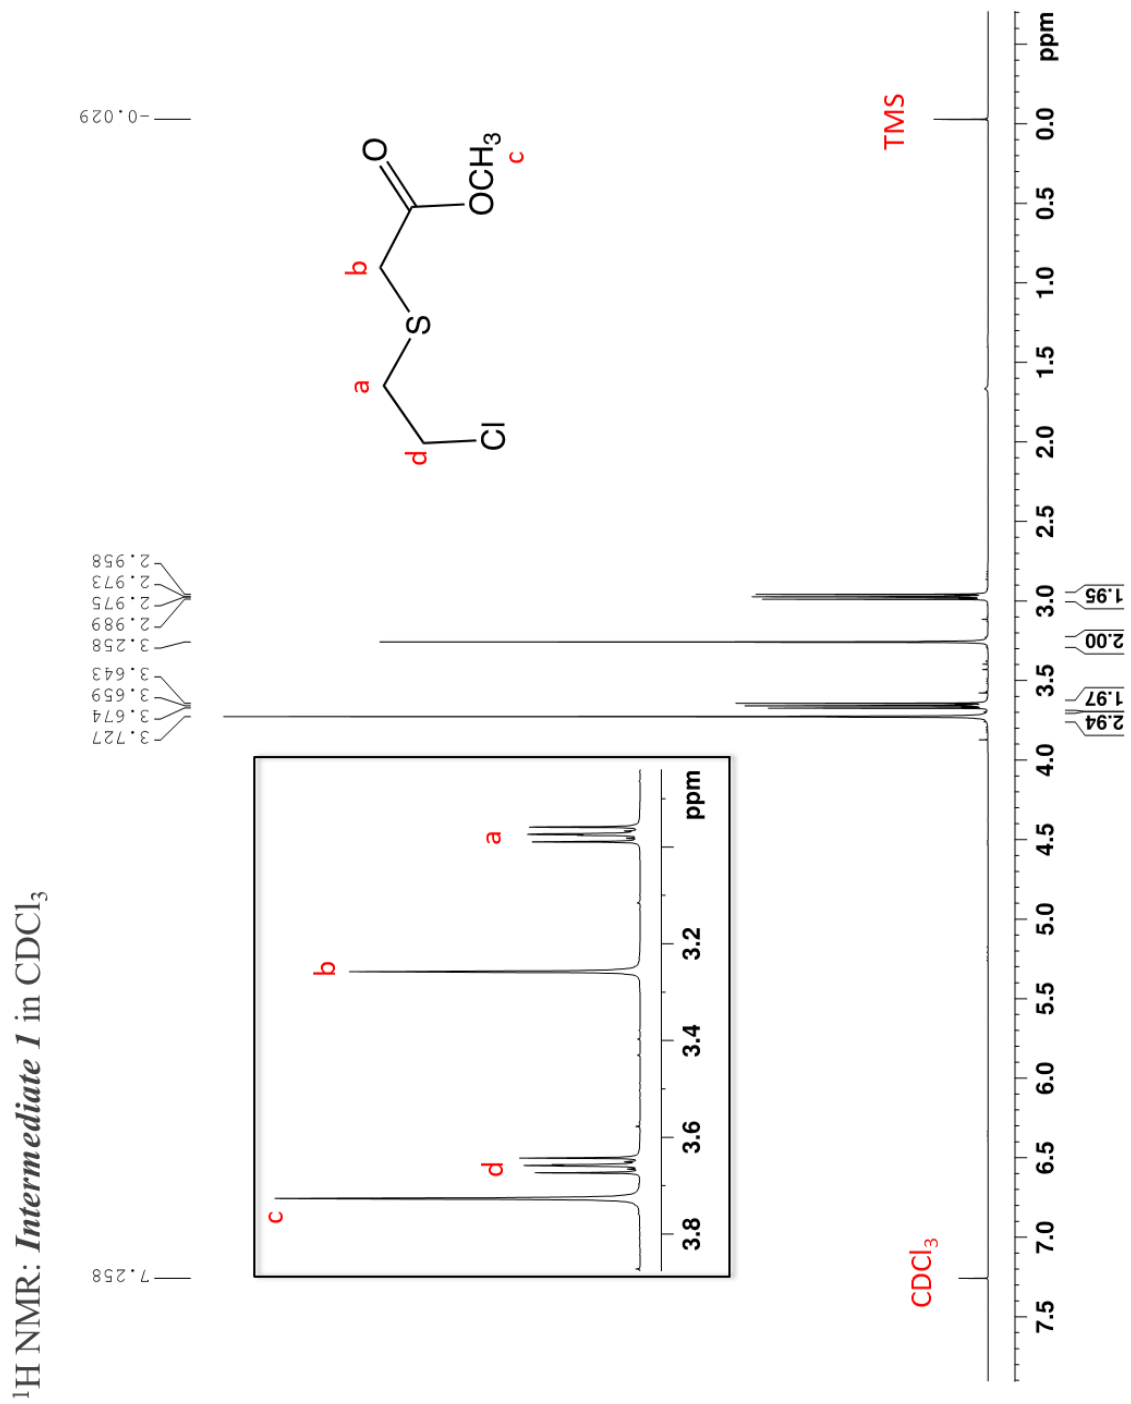 ¹H NMR: Intermediate 1 in CDCl₃
7.258
3.727
3.674
3.659
3.643
3.258
2.989
2.975
2.973
2.958
-0.029
c
d
b
a
3.8
3.6
3.4
3.2
ppm
d
a
b
c
Cl
S
O
OCH₃
CDCl₃
TMS
7.5
7.0
6.5
6.0
5.5
5.0
4.5
4.0
3.5
3.0
2.5
2.0
1.5
1.0
0.5
0.0
ppm
2.94
1.97
2.00
1.95